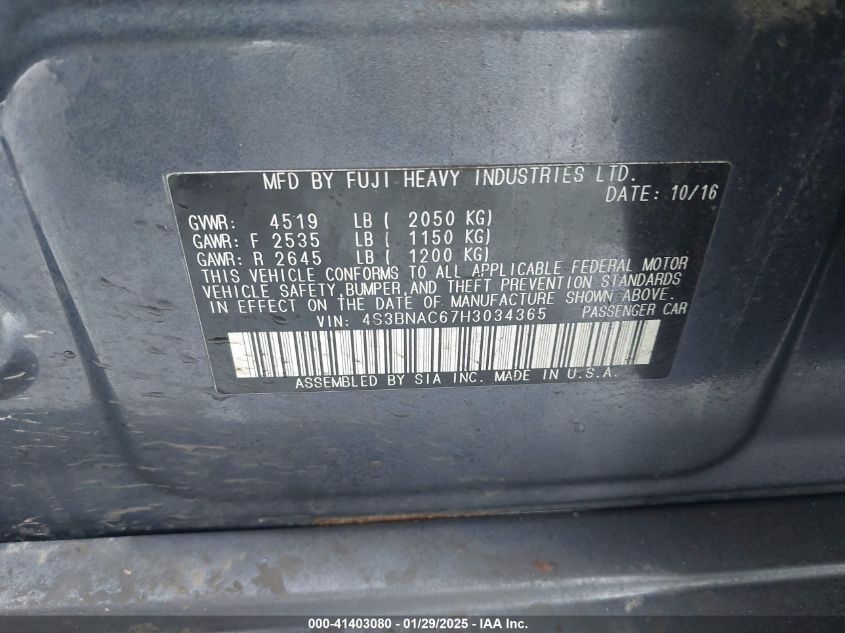 MFD BY FUJI HEAVY INDUSTRIES LTD.
DATE: 10/16
GVWR: 4519 LB ( 2050 KG)
GAWR: F 2535 LB ( 1150 KG)
GAWR: R 2645 LB ( 1200 KG)
THIS VEHICLE CONFORMS TO ALL APPLICABLE FEDERAL MOTOR
VEHICLE SAFETY, BUMPER, AND THEFT PREVENTION STANDARDS
IN EFFECT ON THE DATE OF MANUFACTURE SHOWN ABOVE.
VIN: 4S3BNAC67H3034365 PASSENGER CAR
ASSEMBLED BY SIA INC. MADE IN U.S.A.
000-41403080 - 01/29/2025 - IAA Inc.